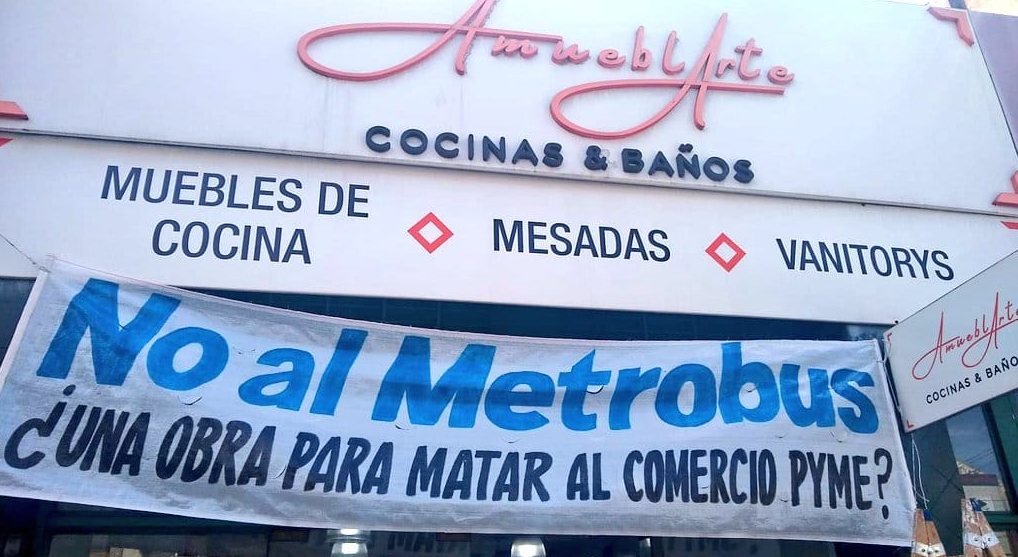 AmueblArte
COCINAS & BAÑOS
MUEBLES DE
COCINA
MESADAS
VANITORYS
No al Metrobus
¿UNA OBRA PARA MATAR AL COMERCIO PYME?
AmueblArte
COCINAS & BAÑO